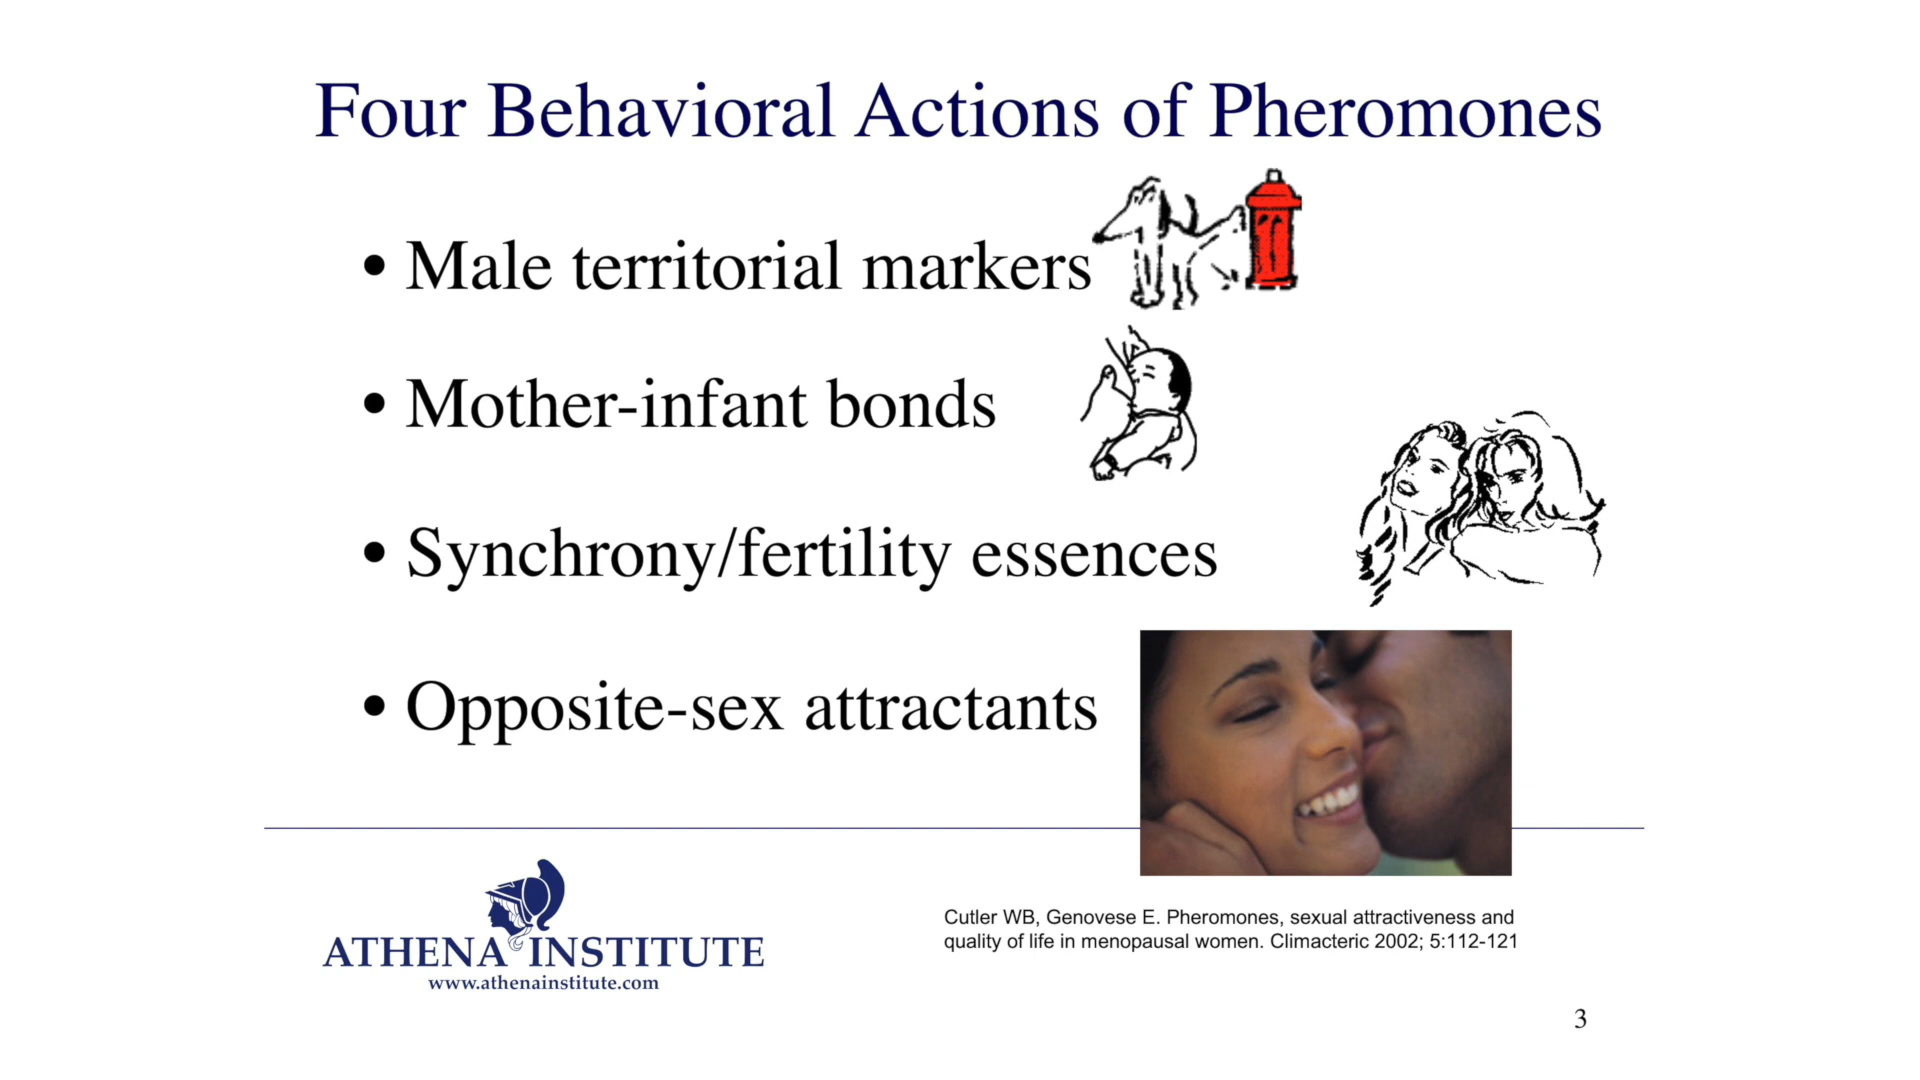 Four Behavioral Actions of Pheromones
• Male territorial markers
• Mother-infant bonds
• Synchrony/fertility essences
• Opposite-sex attractants
ATHENA INSTITUTE
www.athenainstitute.com
Cutler WB, Genovese E. Pheromones, sexual attractiveness and
quality of life in menopausal women. Climacteric 2002; 5:112-121
3